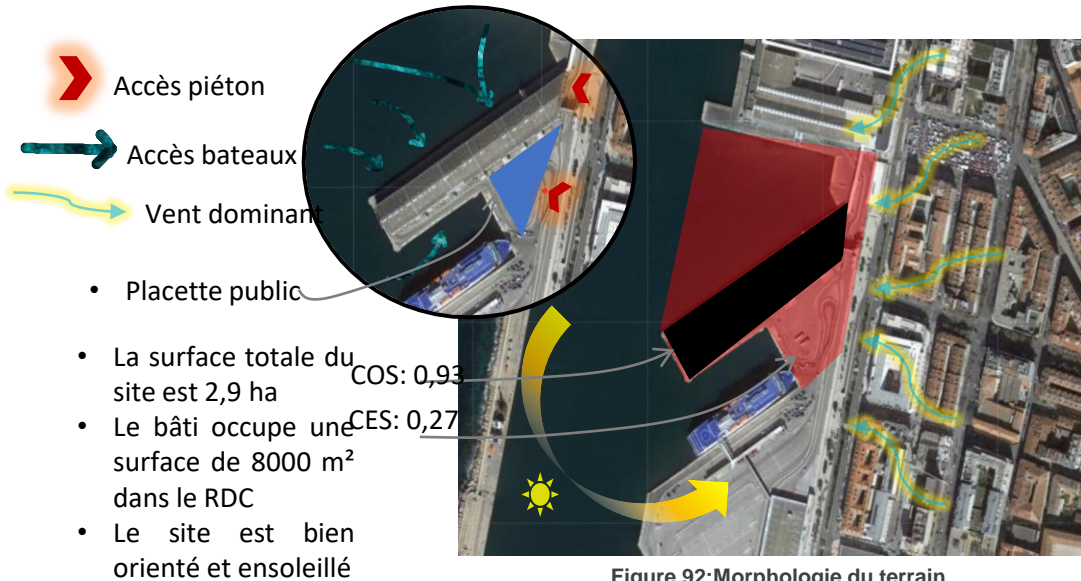 Accès piéton
Accès bateaux
Vent dominant
• Placette public
• La surface totale du
site est 2,9 ha
• Le bâti occupe une
surface de 8000 m²
dans le RDC
• Le site est bien
orienté et ensoleillé
COS: 0,93
CES: 0,27
Figure 92:Morphologie du terrain